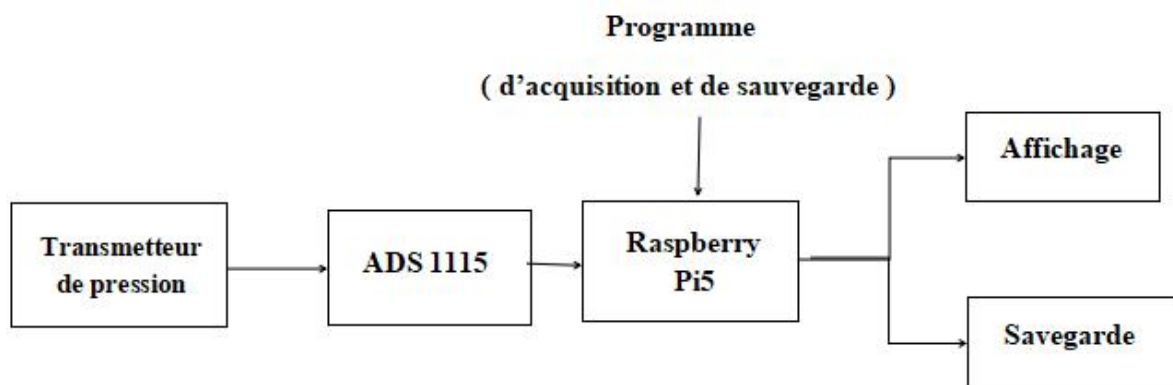 Programme
( d’acquisition et de sauvegarde )
Transmetteur
de pression
ADS 1115
Raspberry
Pi5
Affichage
Savegarde